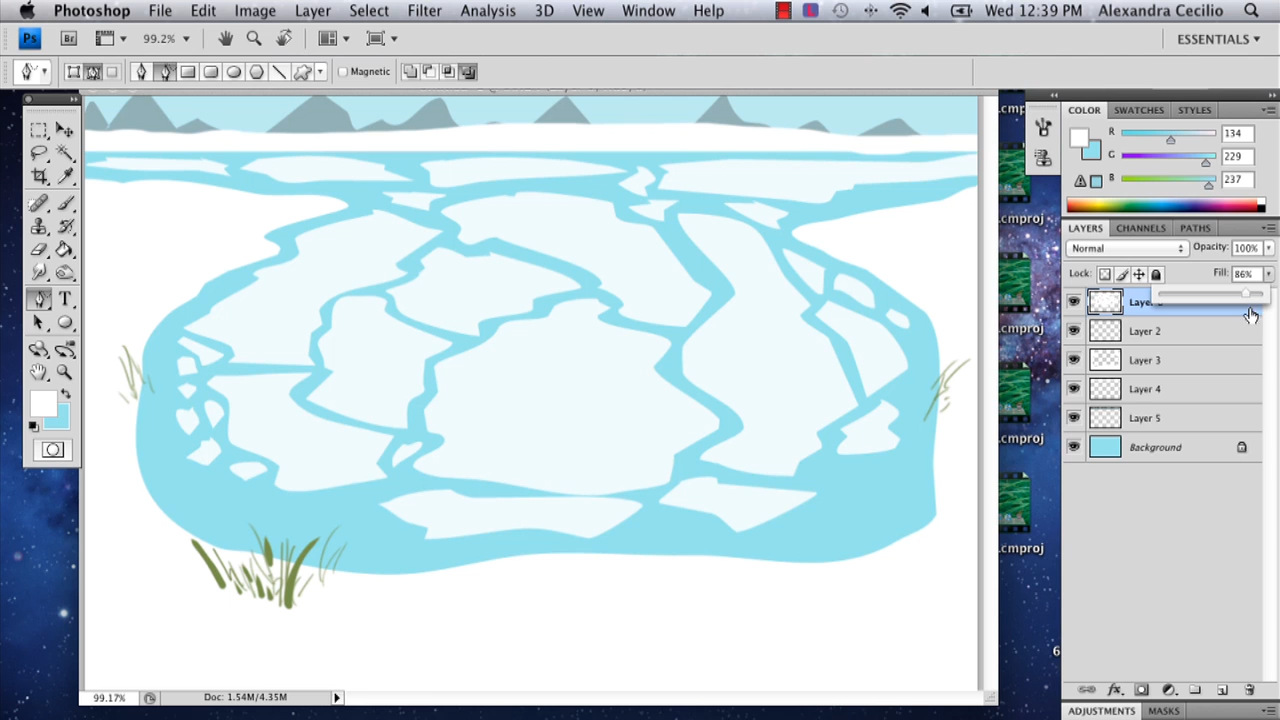 Photoshop File Edit Image Layer Select Filter Analysis 3D View Window Help Wed 12:39 PM Alexandra Cecilio
Ps Br 99.2% ESSENTIALS
Magnetic
COLOR SWATCHES STYLES
R 134
G 229
B 237
LAYERS CHANNELS PATHS
Normal Opacity: 100%
Lock: Fill: 86%
Layer
Layer 2
Layer 3
Layer 4
Layer 5
Background
fx
ADJUSTMENTS MASKS
T
.cmproj
.cmproj
.cmproj
.cmproj
.cmproj
6
99.17% Doc: 1.54M/4.35M